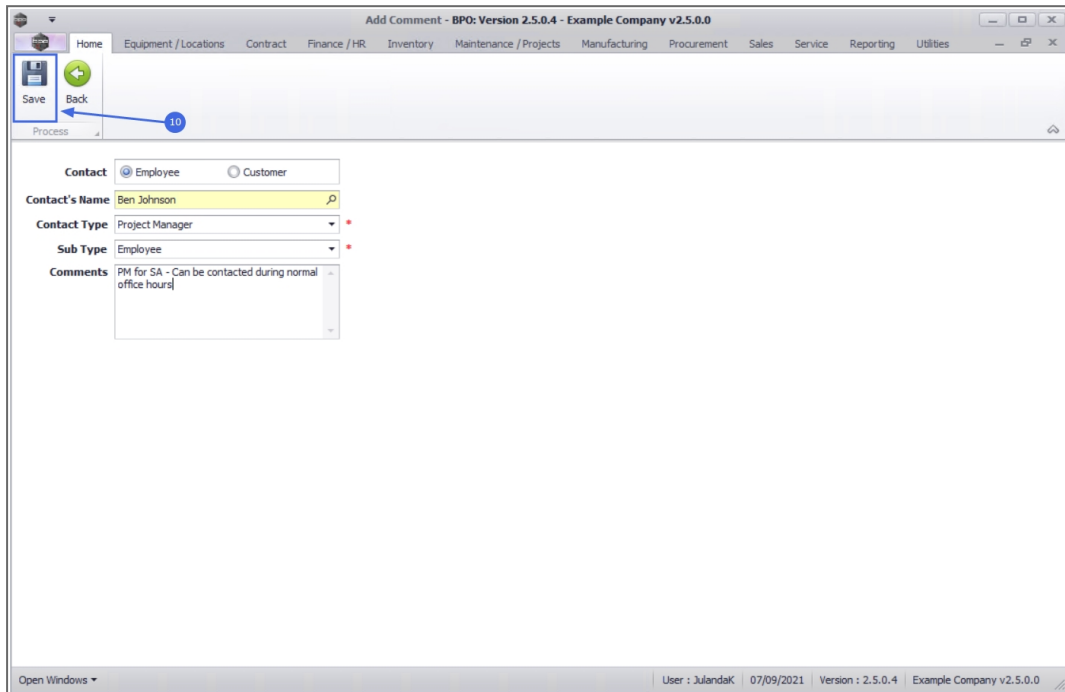 Add Comment - BPO: Version 2.5.0.4 - Example Company v2.5.0.0
Home Equipment / Locations Contract Finance / HR Inventory Maintenance / Projects Manufacturing Procurement Sales Service Reporting Utilities
Save Back
10
Process
Contact Employee Customer
Contact's Name Ben Johnson
Contact Type Project Manager *
Sub Type Employee *
Comments PM for SA - Can be contacted during normal
office hours
Open Windows User : JulandaK 07/09/2021 Version : 2.5.0.4 Example Company v2.5.0.0